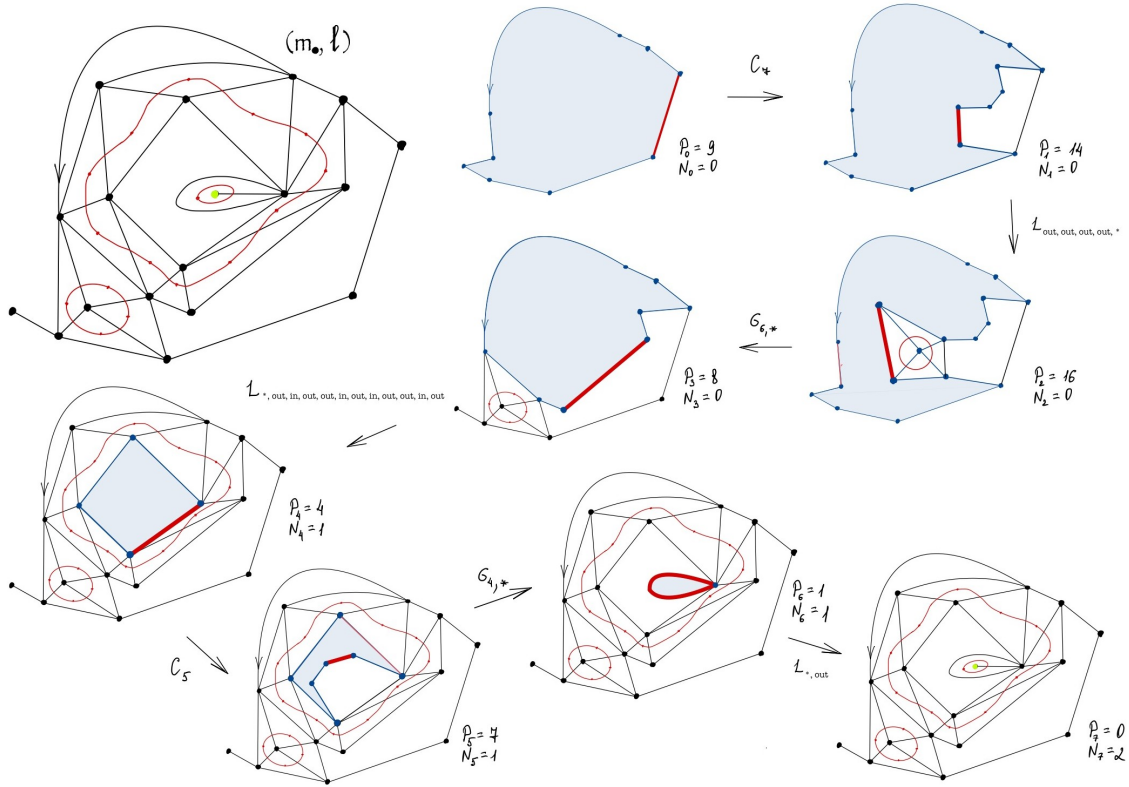 (m•, ℓ)
P₀ = 9
N₀ = 0
C₇
P₁ = 14
N₁ = 0
L out, out, out, out, *
P₂ = 16
N₂ = 0
G₆,*
P₃ = 8
N₃ = 0
L *, out, in, out, out, in, out, in, out, out, in, out
P₄ = 4
N₄ = 1
C₅
P₅ = 7
N₅ = 1
G₄,*
P₆ = 1
N₆ = 1
L *, out
P₇ = 0
N₇ = 2